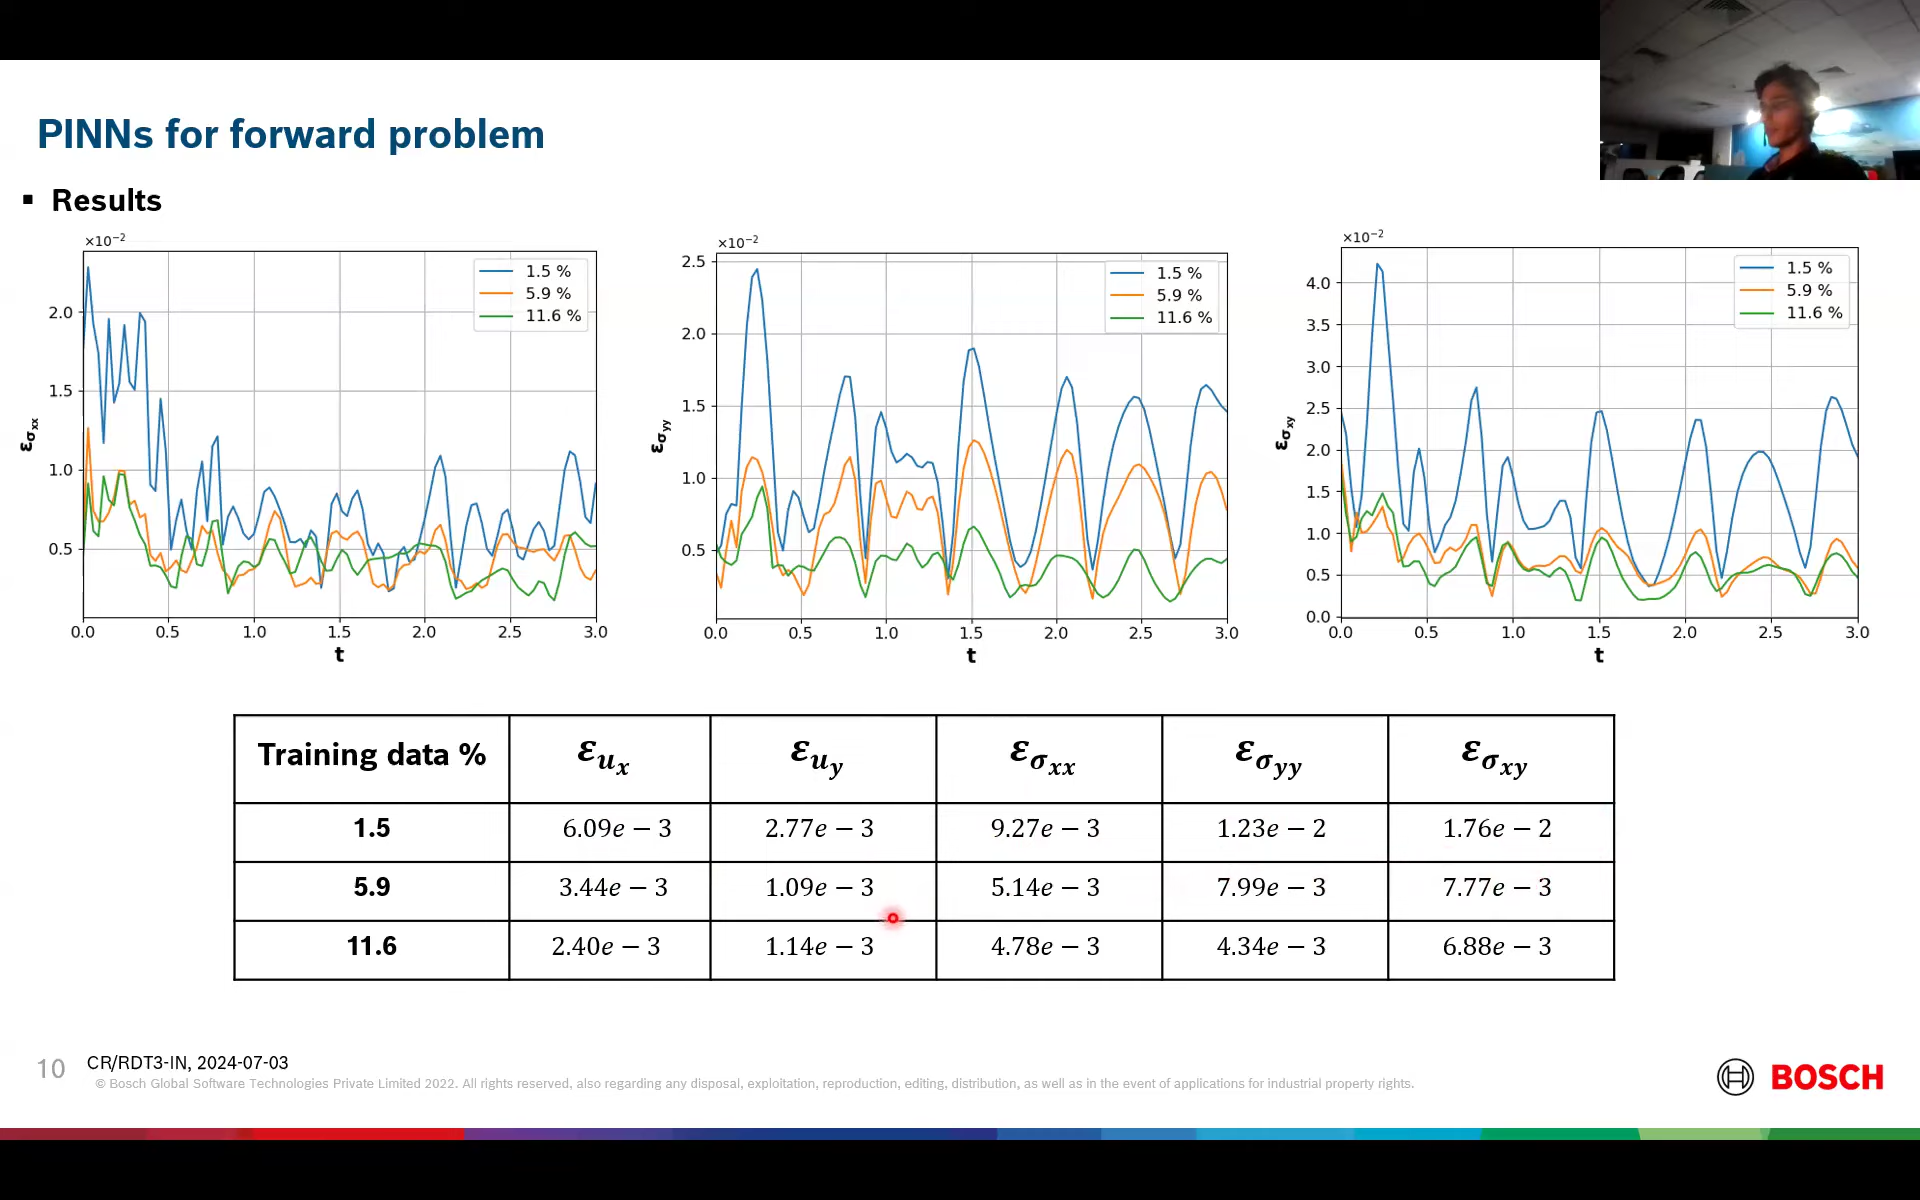 PINNs for forward problem
▪ Results
×10⁻²
2.0
1.5
1.0
0.5
0.0 0.5 1.0 1.5 2.0 2.5 3.0
t
ε_σxx
1.5 %
5.9 %
11.6 %
×10⁻²
2.5
2.0
1.5
1.0
0.5
0.0 0.5 1.0 1.5 2.0 2.5 3.0
t
ε_σyy
1.5 %
5.9 %
11.6 %
×10⁻²
4.0
3.5
3.0
2.5
2.0
1.5
1.0
0.5
0.0
0.0 0.5 1.0 1.5 2.0 2.5 3.0
t
ε_σxy
1.5 %
5.9 %
11.6 %
Training data % ε_ux ε_uy ε_σxx ε_σyy ε_σxy
1.5 6.09e − 3 2.77e − 3 9.27e − 3 1.23e − 2 1.76e − 2
5.9 3.44e − 3 1.09e − 3 5.14e − 3 7.99e − 3 7.77e − 3
11.6 2.40e − 3 1.14e − 3 4.78e − 3 4.34e − 3 6.88e − 3
10 CR/RDT3-IN, 2024-07-03
© Bosch Global Software Technologies Private Limited 2022. All rights reserved, also regarding any disposal, exploitation, reproduction, editing, distribution, as well as in the event of applications for industrial property rights.
BOSCH